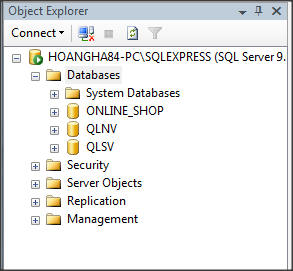 Object Explorer
Connect
HOANGHA84-PC\SQLEXPRESS (SQL Server 9.
Databases
System Databases
ONLINE_SHOP
QLNV
QLSV
Security
Server Objects
Replication
Management